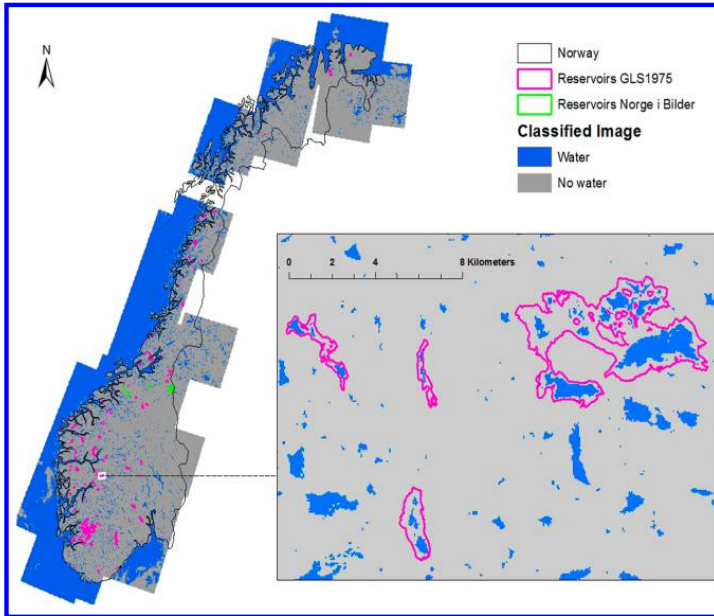 N
Norway
Reservoirs GLS1975
Reservoirs Norge i Bilder
Classified Image
Water
No water
0 2 4 8 Kilometers